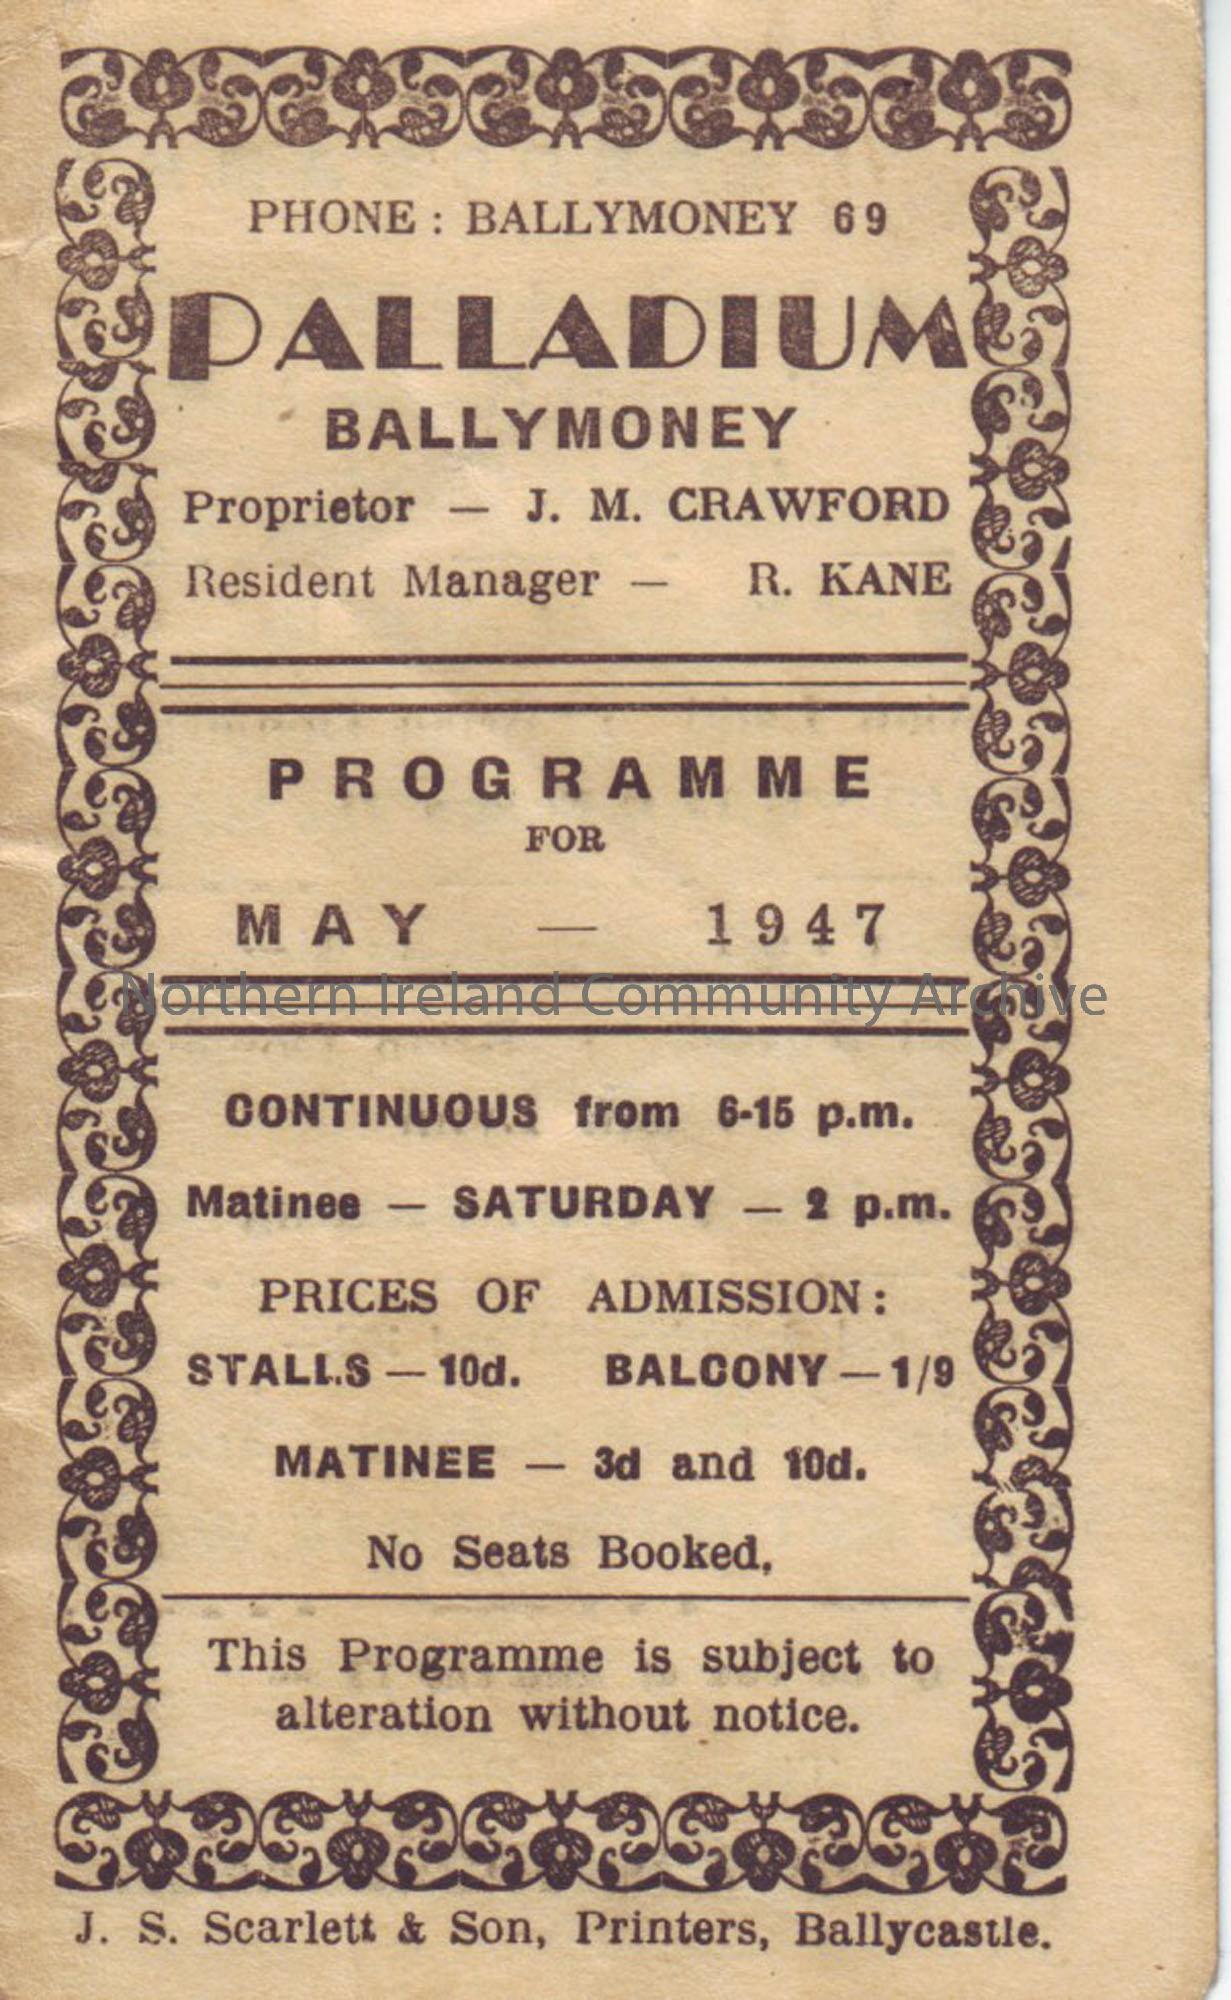 PHONE : BALLYMONEY 69
PALLADIUM
BALLYMONEY
Proprietor — J. M. CRAWFORD
Resident Manager — R. KANE
PROGRAMME
FOR
MAY — 1947
Northern Ireland Community Archive
CONTINUOUS from 6-15 p.m.
Matinee — SATURDAY — 2 p.m.
PRICES OF ADMISSION :
STALLS — 10d. BALCONY — 1/9
MATINEE — 3d and 10d.
No Seats Booked,
This Programme is subject to
alteration without notice.
J. S. Scarlett & Son, Printers, Ballycastle.